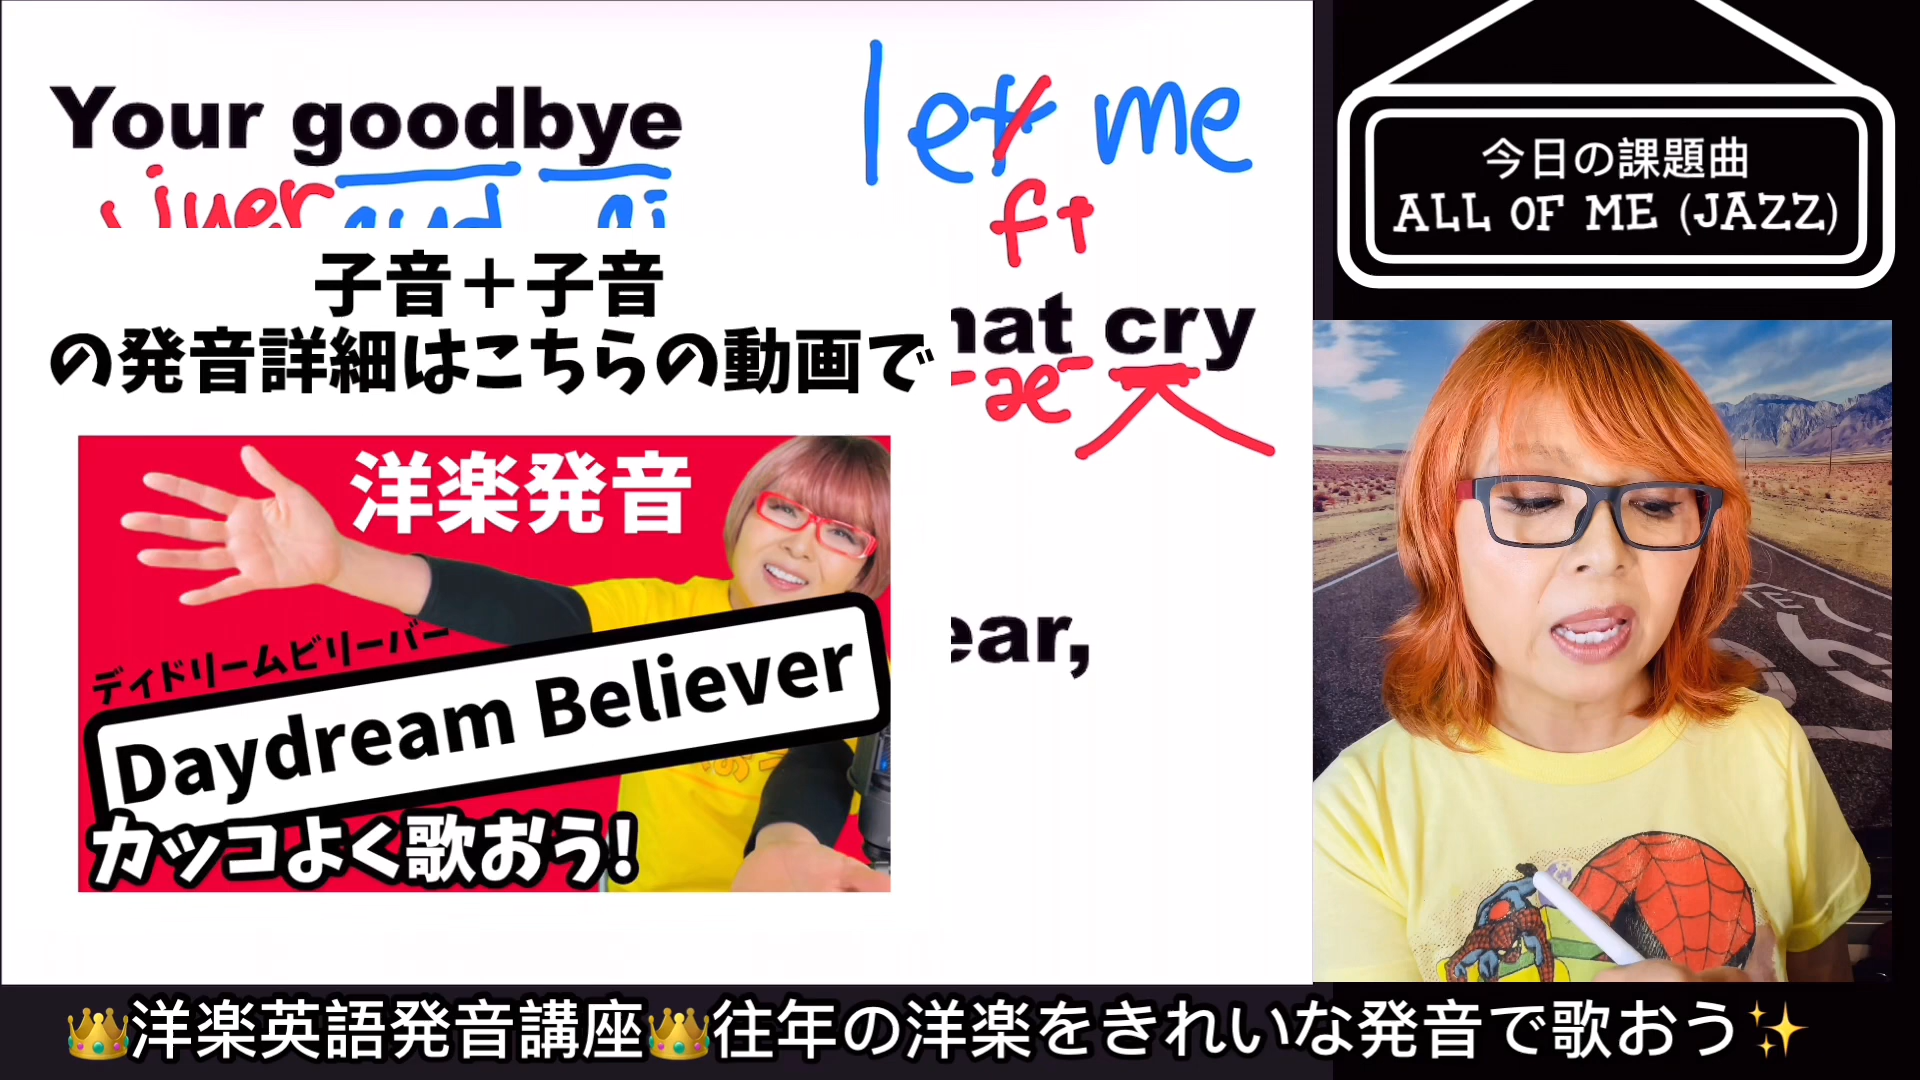 Your goodbye
let me
ft
子音＋子音
の発音詳細はこちらの動画で
hat cry
æ
ear,
洋楽発音
ディドリームビリーバー
Daydream Believer
カッコよく歌おう!
今日の課題曲
ALL OF ME (JAZZ)
👑洋楽英語発音講座👑往年の洋楽をきれいな発音で歌おう✨